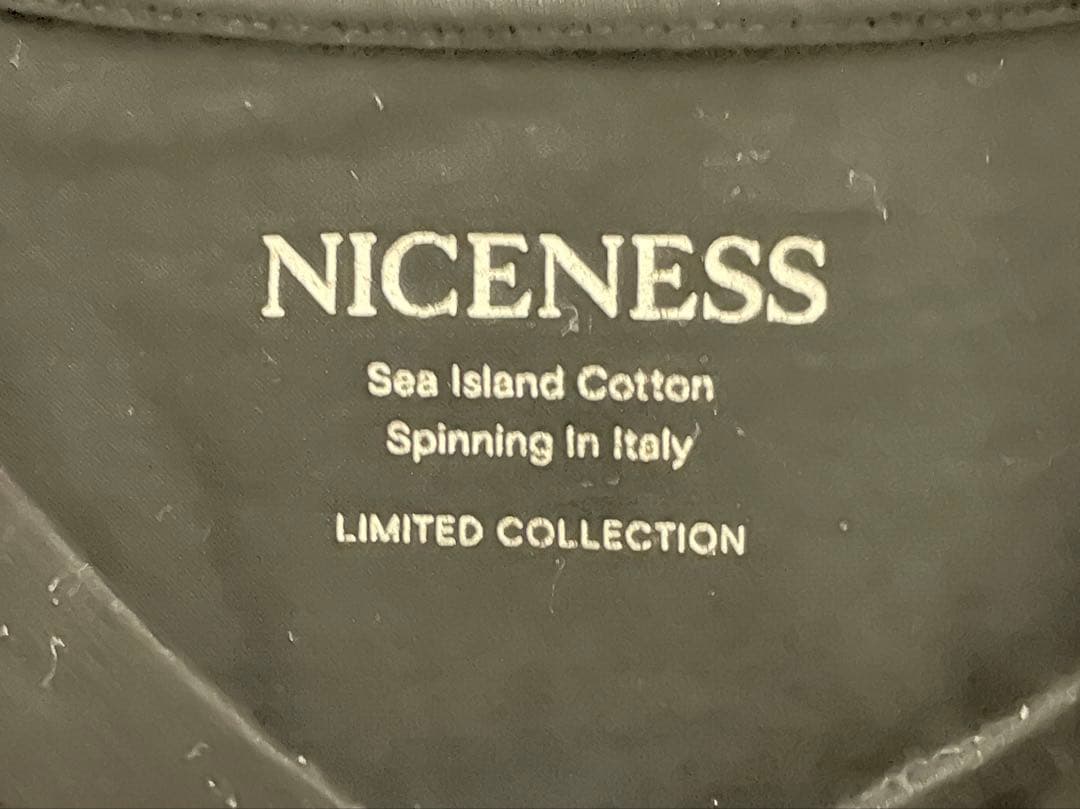 NICENESS
Sea Island Cotton
Spinning In Italy
LIMITED COLLECTION